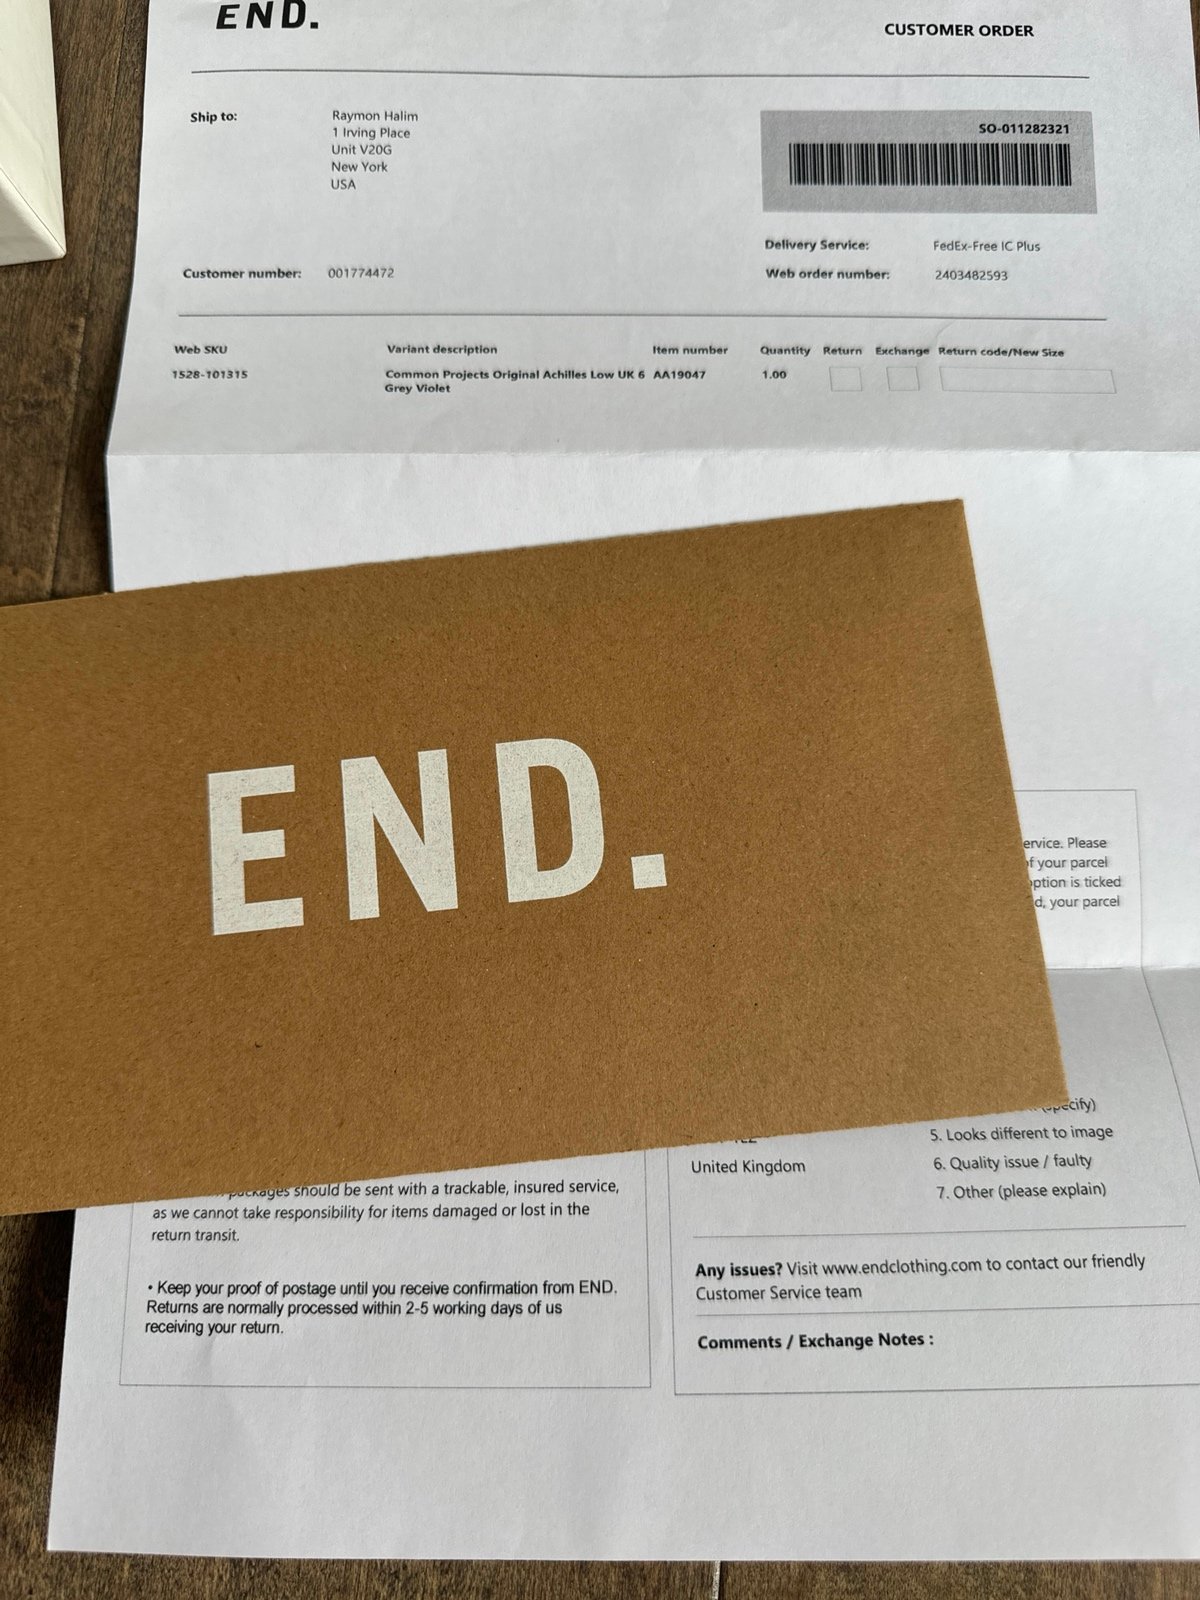 END.
CUSTOMER ORDER
Ship to:
Raymon Halim
1 Irving Place
Unit V20G
New York
USA
SO-011282321
Delivery Service: FedEx-Free IC Plus
Customer number: 001774472
Web order number: 2403482593
Web SKU Variant description Item number Quantity Return Exchange Return code/New Size
1528-101315 Common Projects Original Achilles Low UK 6 AA19047 1.00
Grey Violet
END.
Please
of your parcel
is ticked
your parcel
5. Looks different to image
United Kingdom
6. Quality issue / faulty
7. Other (please explain)
packages should be sent with a trackable, insured service,
as we cannot take responsibility for items damaged or lost in the
return transit.
• Keep your proof of postage until you receive confirmation from END.
Returns are normally processed within 2-5 working days of us
receiving your return.
Any issues? Visit www.endclothing.com to contact our friendly
Customer Service team
Comments / Exchange Notes :